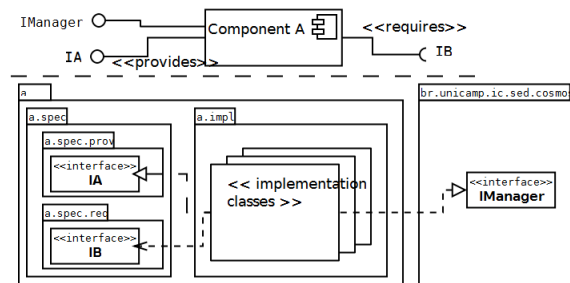 IManager
Component A
<<requires>>
IA
<<provides>>
IB
a
br.unicamp.ic.sed.cosmos
a.spec
a.impl
a.spec.prov
<<interface>>
IA
<< implementation
classes >>
<<interface>>
IManager
a.spec.req
<<interface>>
IB